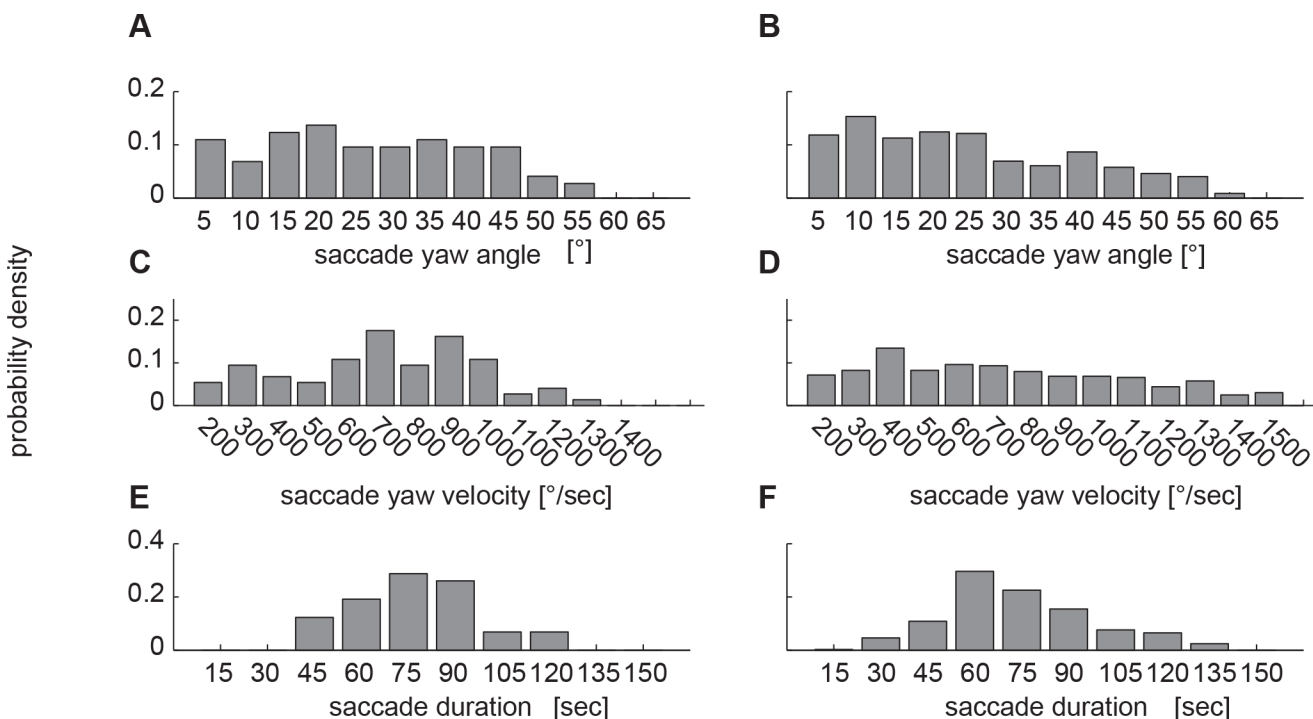 A
B
0.2
0.1
0
5 10 15 20 25 30 35 40 45 50 55 60 65
5 10 15 20 25 30 35 40 45 50 55 60 65
saccade yaw angle [°]
saccade yaw angle [°]
C
D
probability density
0.2
0.1
0
200 300 400 500 600 700 800 900 1000 1100 1200 1300 1400
200 300 400 500 600 700 800 900 1000 1100 1200 1300 1400 1500
saccade yaw velocity [°/sec]
saccade yaw velocity [°/sec]
E
F
0.4
0.2
0
15 30 45 60 75 90 105 120 135 150
15 30 45 60 75 90 105 120 135 150
saccade duration [sec]
saccade duration [sec]